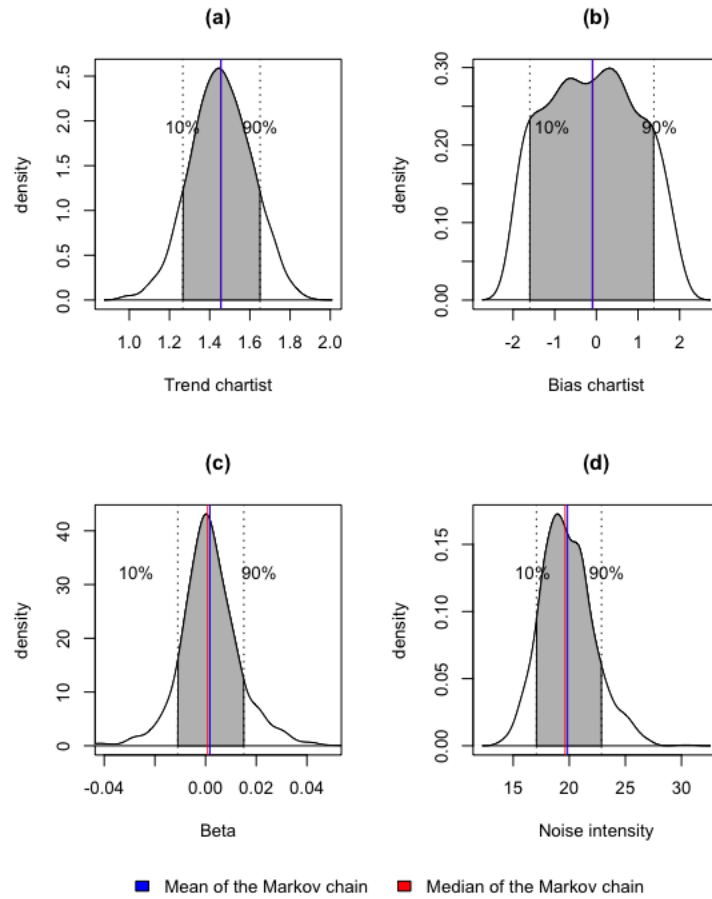 (a)
density
0.0 0.5 1.0 1.5 2.0 2.5
10% 90%
1.0 1.2 1.4 1.6 1.8 2.0
Trend chartist
(b)
density
0.00 0.10 0.20 0.30
10% 90%
-2 -1 0 1 2
Bias chartist
(c)
density
0 10 20 30 40
10% 90%
-0.04 0.00 0.02 0.04
Beta
(d)
density
0.00 0.05 0.10 0.15
10% 90%
15 20 25 30
Noise intensity
Mean of the Markov chain
Median of the Markov chain